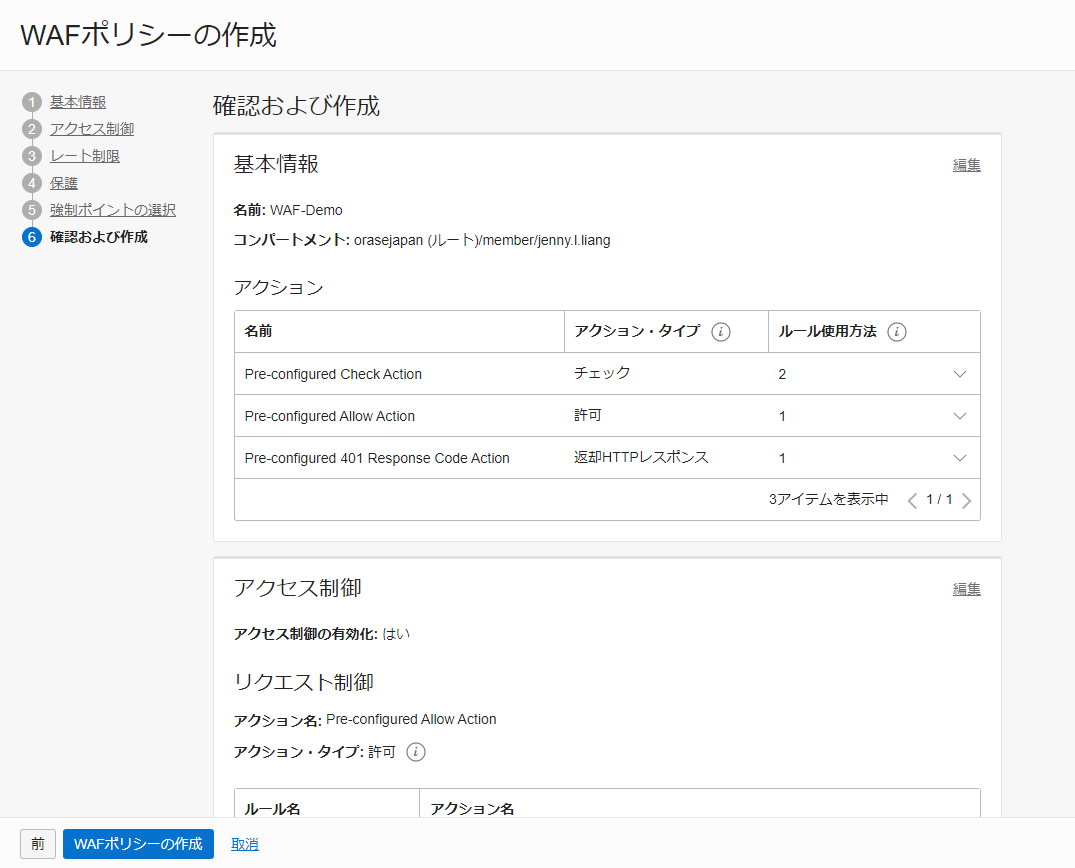 WAFポリシーの作成
1 基本情報
2 アクセス制御
3 レート制限
4 保護
5 強制ポイントの選択
6 確認および作成
確認および作成
基本情報 編集
名前: WAF-Demo
コンパートメント: orasejapan (ルート)/member/jenny.l.liang
アクション
名前 アクション・タイプ i ルール使用方法 i
Pre-configured Check Action チェック 2
Pre-configured Allow Action 許可 1
Pre-configured 401 Response Code Action 返却HTTPレスポンス 1
3アイテムを表示中 1 / 1
アクセス制御 編集
アクセス制御の有効化: はい
リクエスト制御
アクション名: Pre-configured Allow Action
アクション・タイプ: 許可 i
ルール名 アクション名
前 WAFポリシーの作成 取消